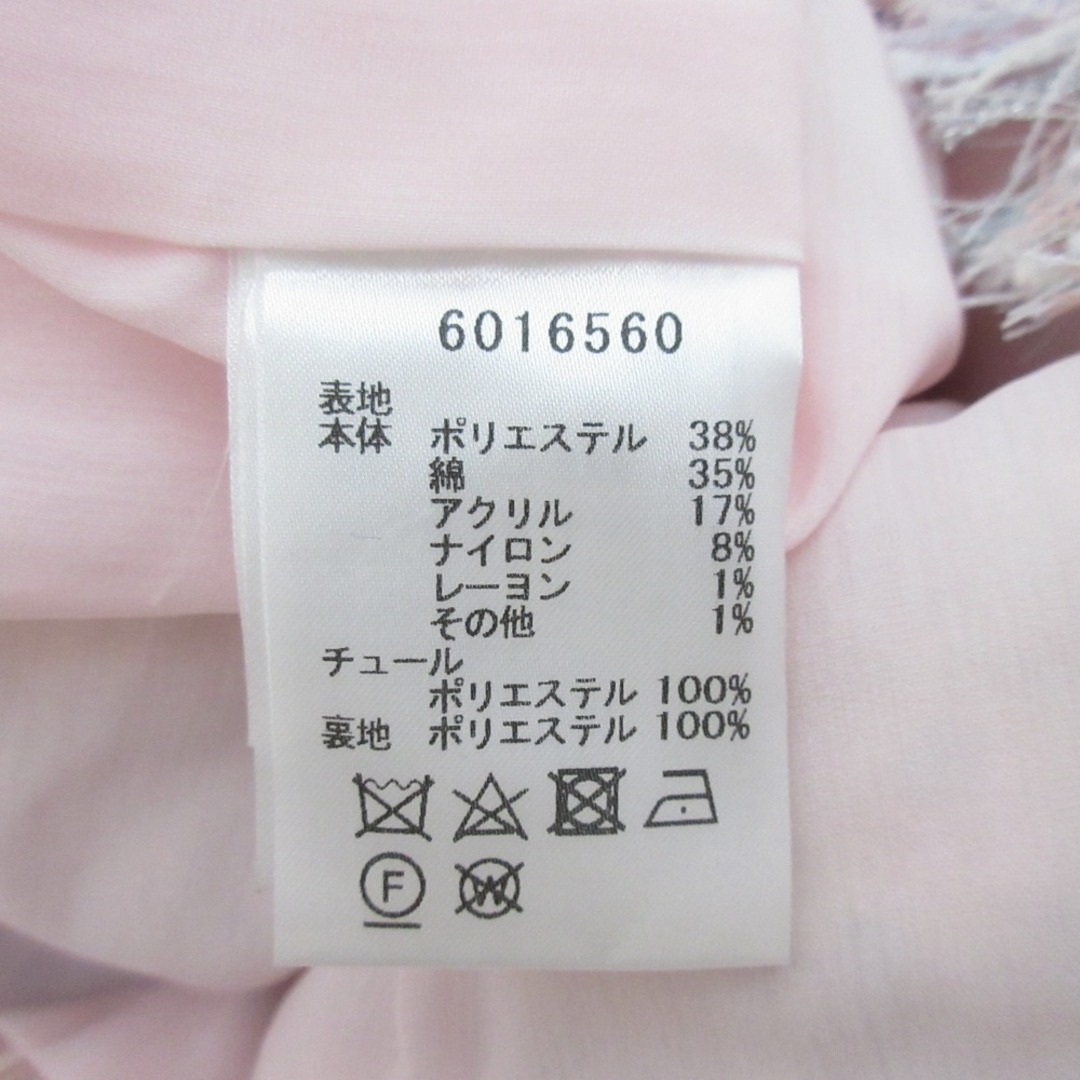 6016560
表地
本体 ポリエステル 38%
綿 35%
アクリル 17%
ナイロン 8%
レーヨン 1%
その他 1%
チュール
ポリエステル 100%
裏地 ポリエステル 100%
F W